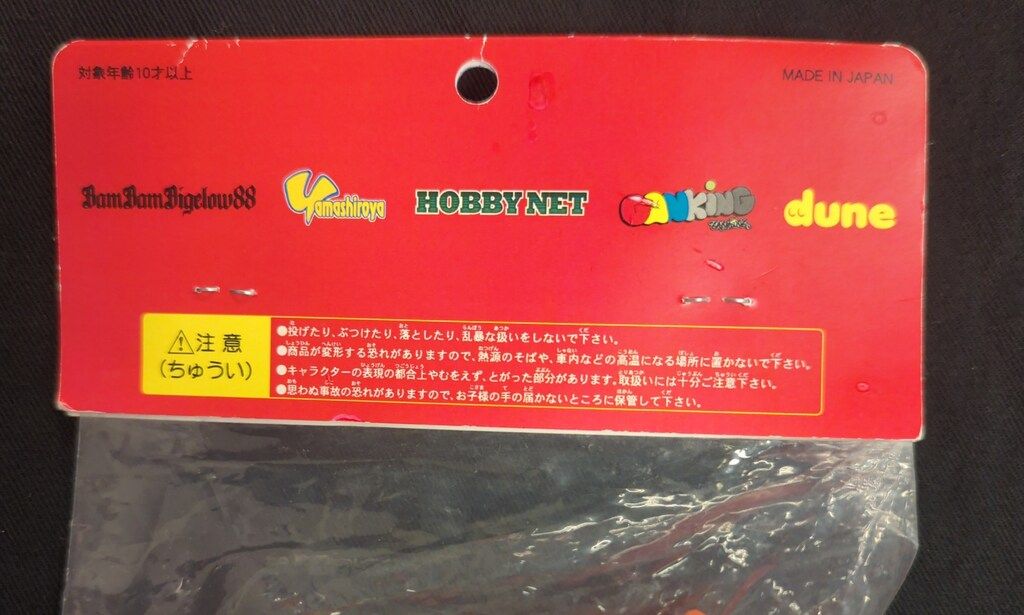 対象年齢10才以上
MADE IN JAPAN
BamBamBigelow88
Yamashiroya
HOBBY NET
PANKING
dune
注意
(ちゅうい)
●投げたり、ぶつけたり、落としたり、乱暴な扱いをしないで下さい。
●商品が変形する恐れがありますので、熱源のそばや、車内などの高温になる場所に置かないで下さい。
●キャラクターの表現の都合上やむをえず、とがった部分があります。取扱いには十分ご注意下さい。
●思わぬ事故の恐れがありますので、お子様の手の届かないところに保管して下さい。